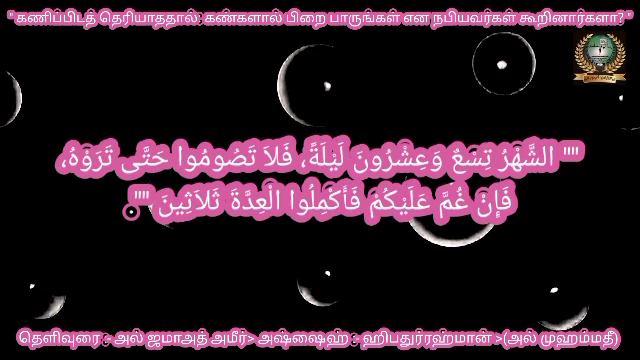 " கணிப்பிடத் தெரியாததால்; கண்களால் பிறை பாருங்கள் என நபியவர்கள் கூறினார்களா? "
"" الشَّهْرُ تِسْعٌ وَعِشْرُونَ لَيْلَةً، فَلاَ تَصُومُوا حَتَّى تَرَوْهُ،
فَإِنْ غُمَّ عَلَيْكُمْ فَأَكْمِلُوا الْعِدَّةَ ثَلاَثِينَ "".
தெளிவுரை :- அல் ஜமாஅத் அமீர்> அஷ்ஷைஹ் :- ஹிபதுர்ரஹ்மான் >(அல் முஹம்மதீ)